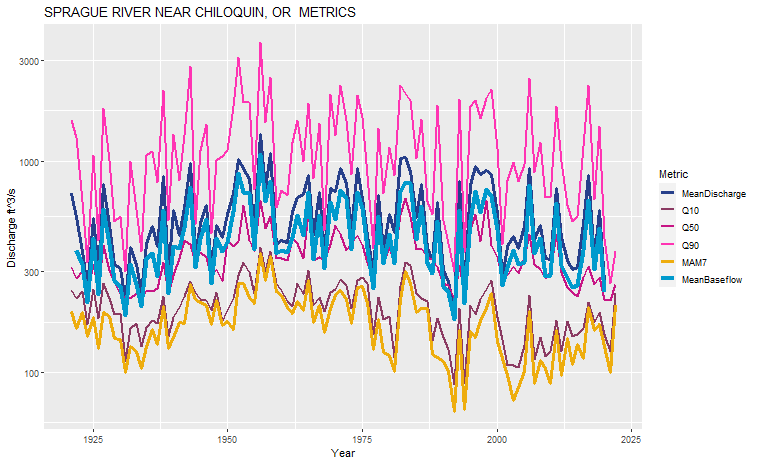 SPRAGUE RIVER NEAR CHILOQUIN, OR  METRICS
Discharge ft^3/s
3000
1000
300
100
1925
1950
1975
2000
2025
Year
Metric
MeanDischarge
Q10
Q50
Q90
MAM7
MeanBaseflow